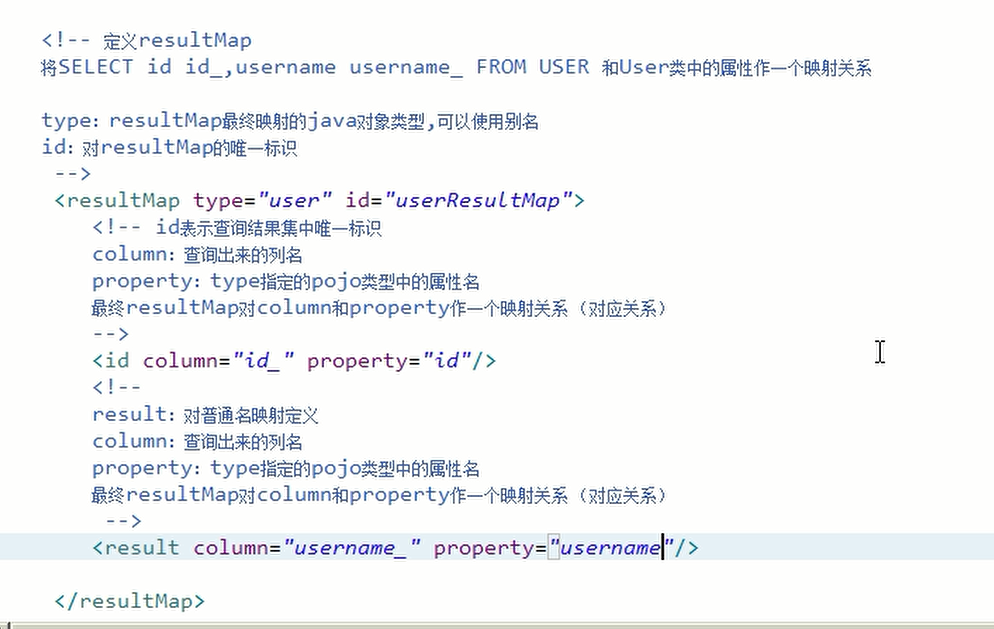 <!-- 定义resultMap
将SELECT id id_,username username_ FROM USER 和User类中的属性作一个映射关系
type：resultMap最终映射的java对象类型,可以使用别名
id：对resultMap的唯一标识
-->
<resultMap type="user" id="userResultMap">
<!-- id表示查询结果集中唯一标识
column：查询出来的列名
property：type指定的pojo类型中的属性名
最终resultMap对column和property作一个映射关系（对应关系）
-->
<id column="id_" property="id"/>
<!--
result：对普通名映射定义
column：查询出来的列名
property：type指定的pojo类型中的属性名
最终resultMap对column和property作一个映射关系（对应关系）
-->
<result column="username_" property="username"/>
</resultMap>